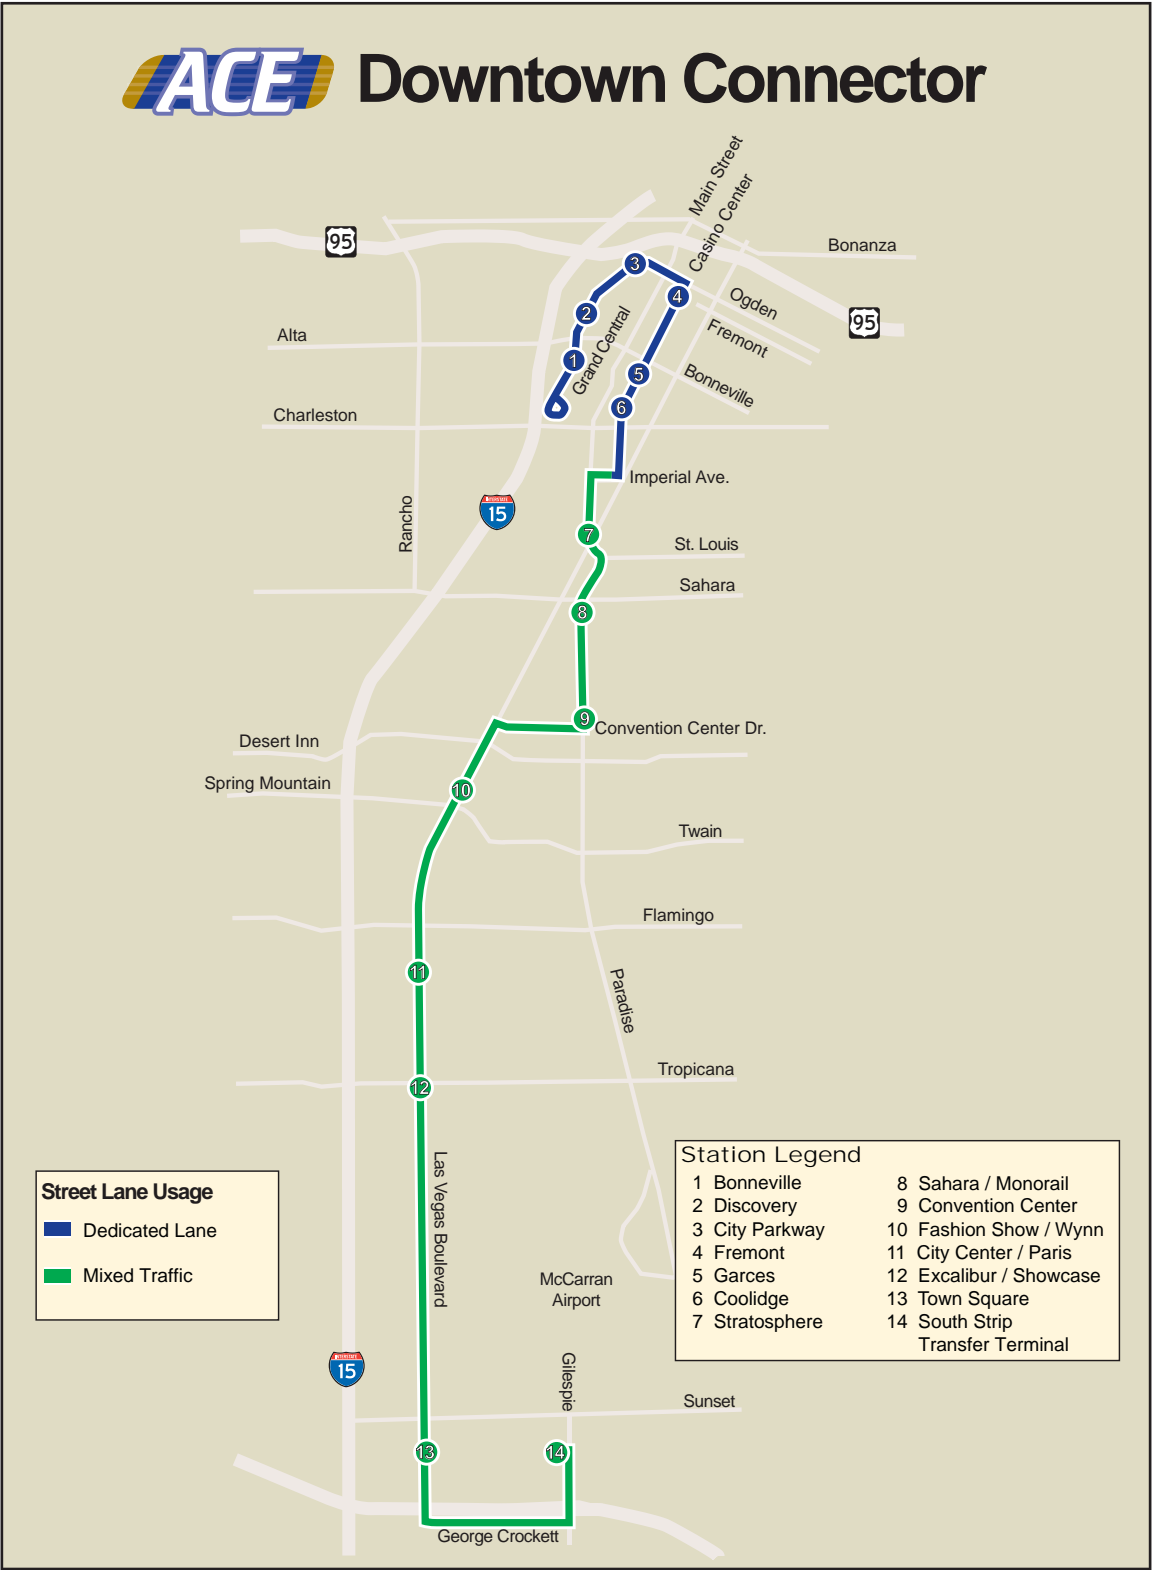 ACE Downtown Connector
Main Street
Casino Center
95
Bonanza
3
4
Ogden
95
2
Grand Central
Fremont
Alta
1
5
Bonneville
6
Charleston
Imperial Ave.
Rancho
INTERSTATE
15
7
St. Louis
Sahara
8
9
Convention Center Dr.
Desert Inn
Spring Mountain
10
Twain
Flamingo
11
Paradise
Tropicana
12
Las Vegas Boulevard
Station Legend
1 Bonneville
2 Discovery
3 City Parkway
4 Fremont
5 Garces
6 Coolidge
7 Stratosphere
8 Sahara / Monorail
9 Convention Center
10 Fashion Show / Wynn
11 City Center / Paris
12 Excalibur / Showcase
13 Town Square
14 South Strip
Transfer Terminal
Street Lane Usage
Dedicated Lane
Mixed Traffic
McCarran
Airport
INTERSTATE
15
Gilespie
Sunset
13
14
George Crockett